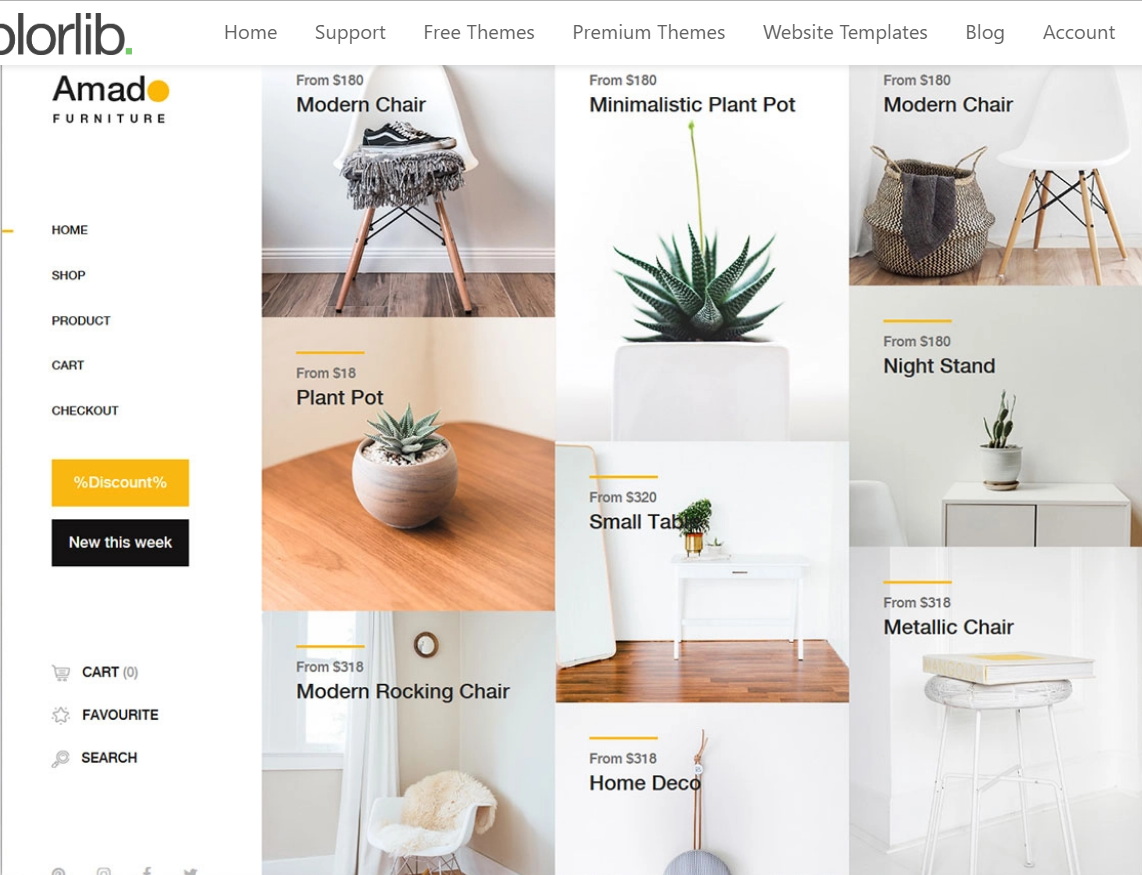 olorlib.
Home Support Free Themes Premium Themes Website Templates Blog Account
Amado
FURNITURE
HOME
SHOP
PRODUCT
CART
CHECKOUT
%Discount%
New this week
CART (0)
FAVOURITE
SEARCH
From $180
Modern Chair
From $18
Plant Pot
From $318
Modern Rocking Chair
From $180
Minimalistic Plant Pot
From $320
Small Table
From $318
Home Deco
From $180
Modern Chair
From $180
Night Stand
From $318
Metallic Chair